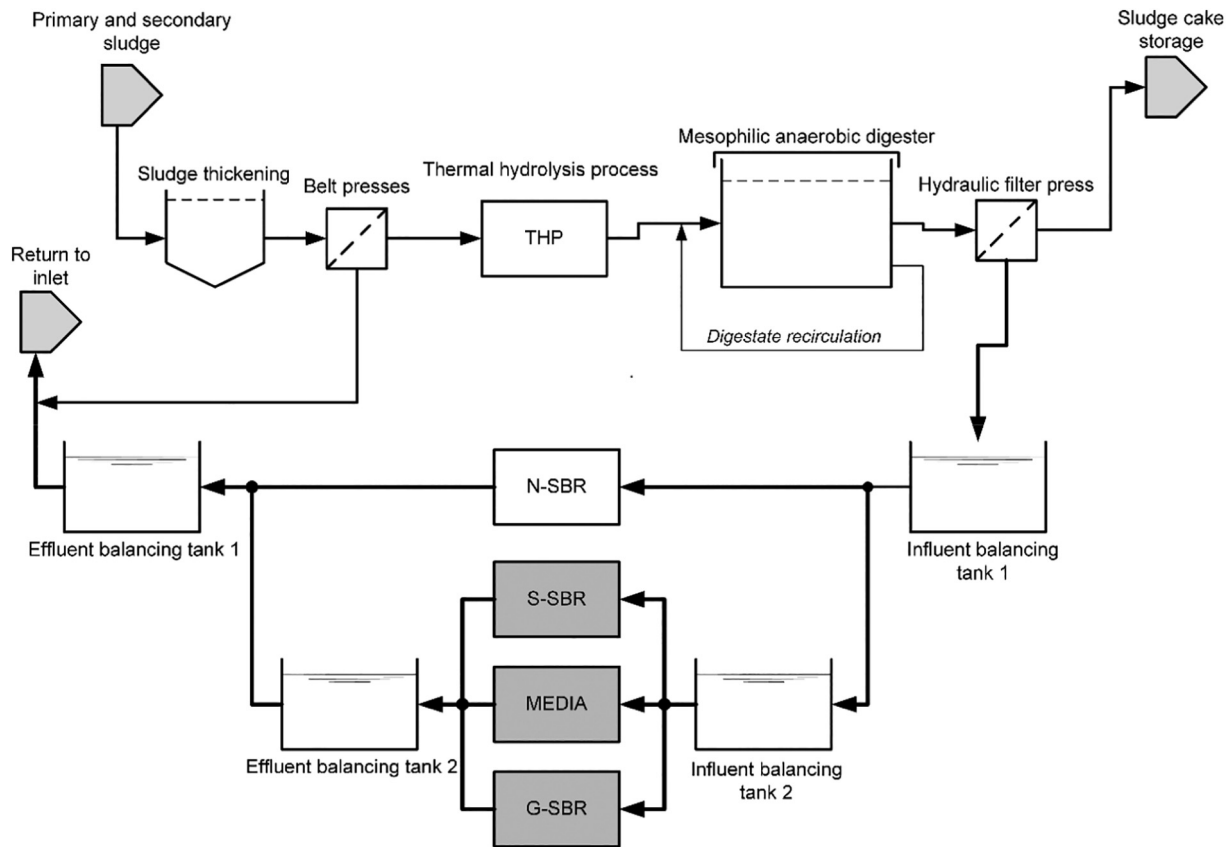 Primary and secondary
sludge
Sludge cake
storage
Sludge thickening
Belt presses
Thermal hydrolysis process
Mesophilic anaerobic digester
Hydraulic filter press
THP
Return to
inlet
Digestate recirculation
N-SBR
Effluent balancing tank 1
Influent balancing
tank 1
S-SBR
MEDIA
Effluent balancing tank 2
Influent balancing
tank 2
G-SBR